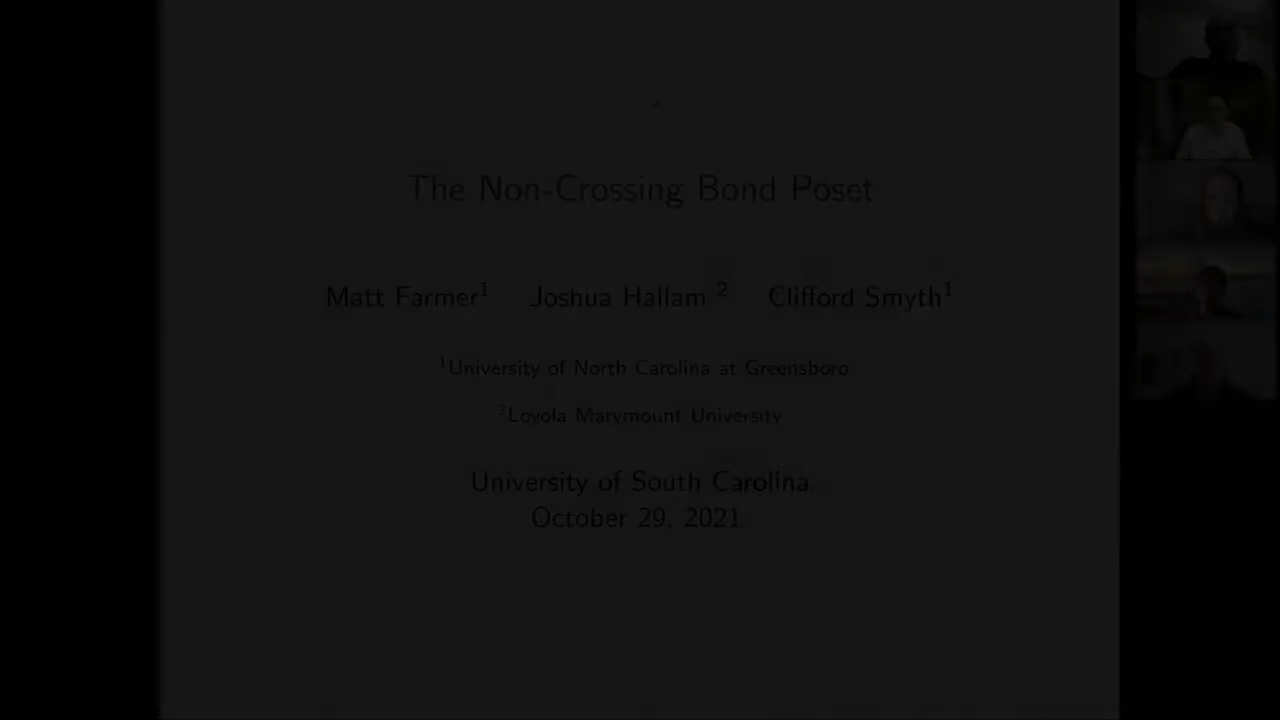 The Non-Crossing Bond Poset
Matt Farmer¹ Joshua Hallam ² Clifford Smyth¹
¹University of North Carolina at Greensboro
²Loyola Marymount University
University of South Carolina
October 29, 2021